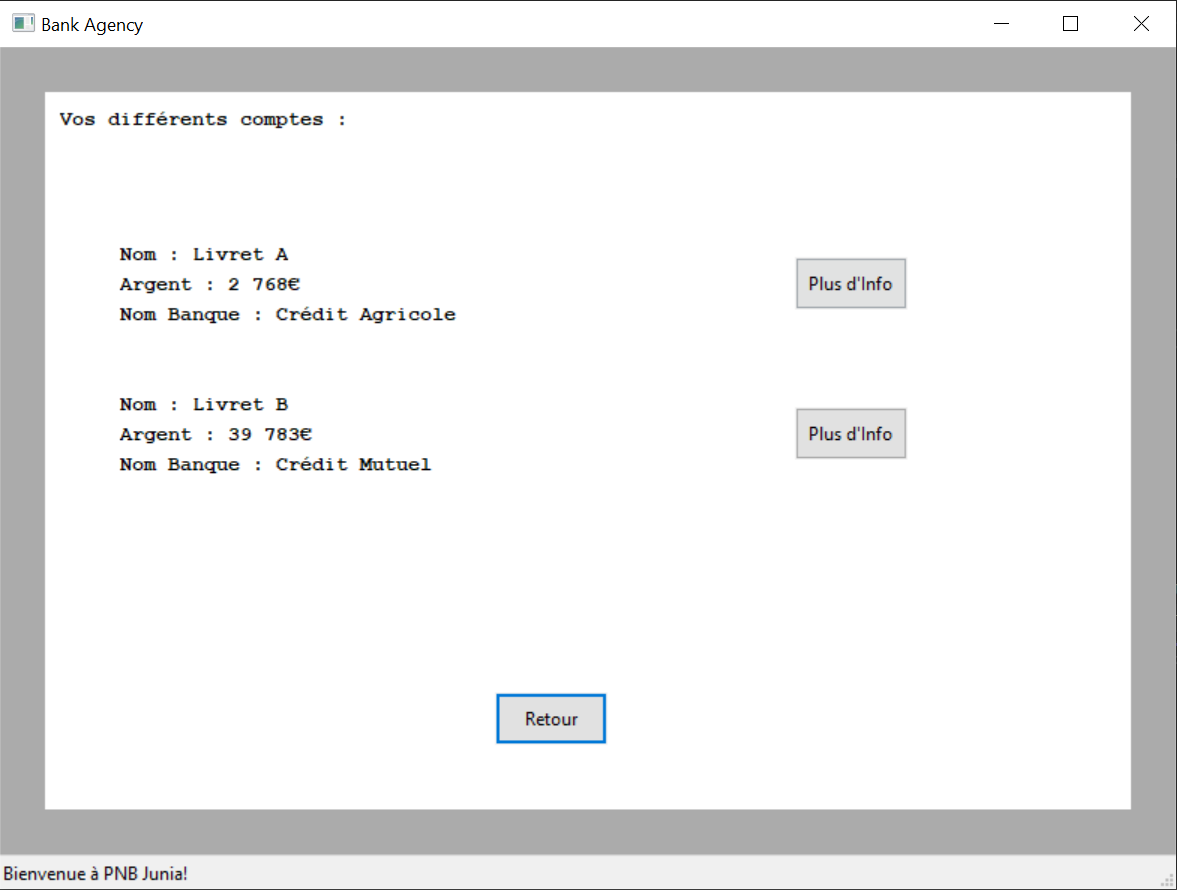 Bank Agency
Vos différents comptes :
Nom : Livret A
Argent : 2 768€
Nom Banque : Crédit Agricole
Plus d'Info
Nom : Livret B
Argent : 39 783€
Nom Banque : Crédit Mutuel
Plus d'Info
Retour
Bienvenue à PNB Junia!